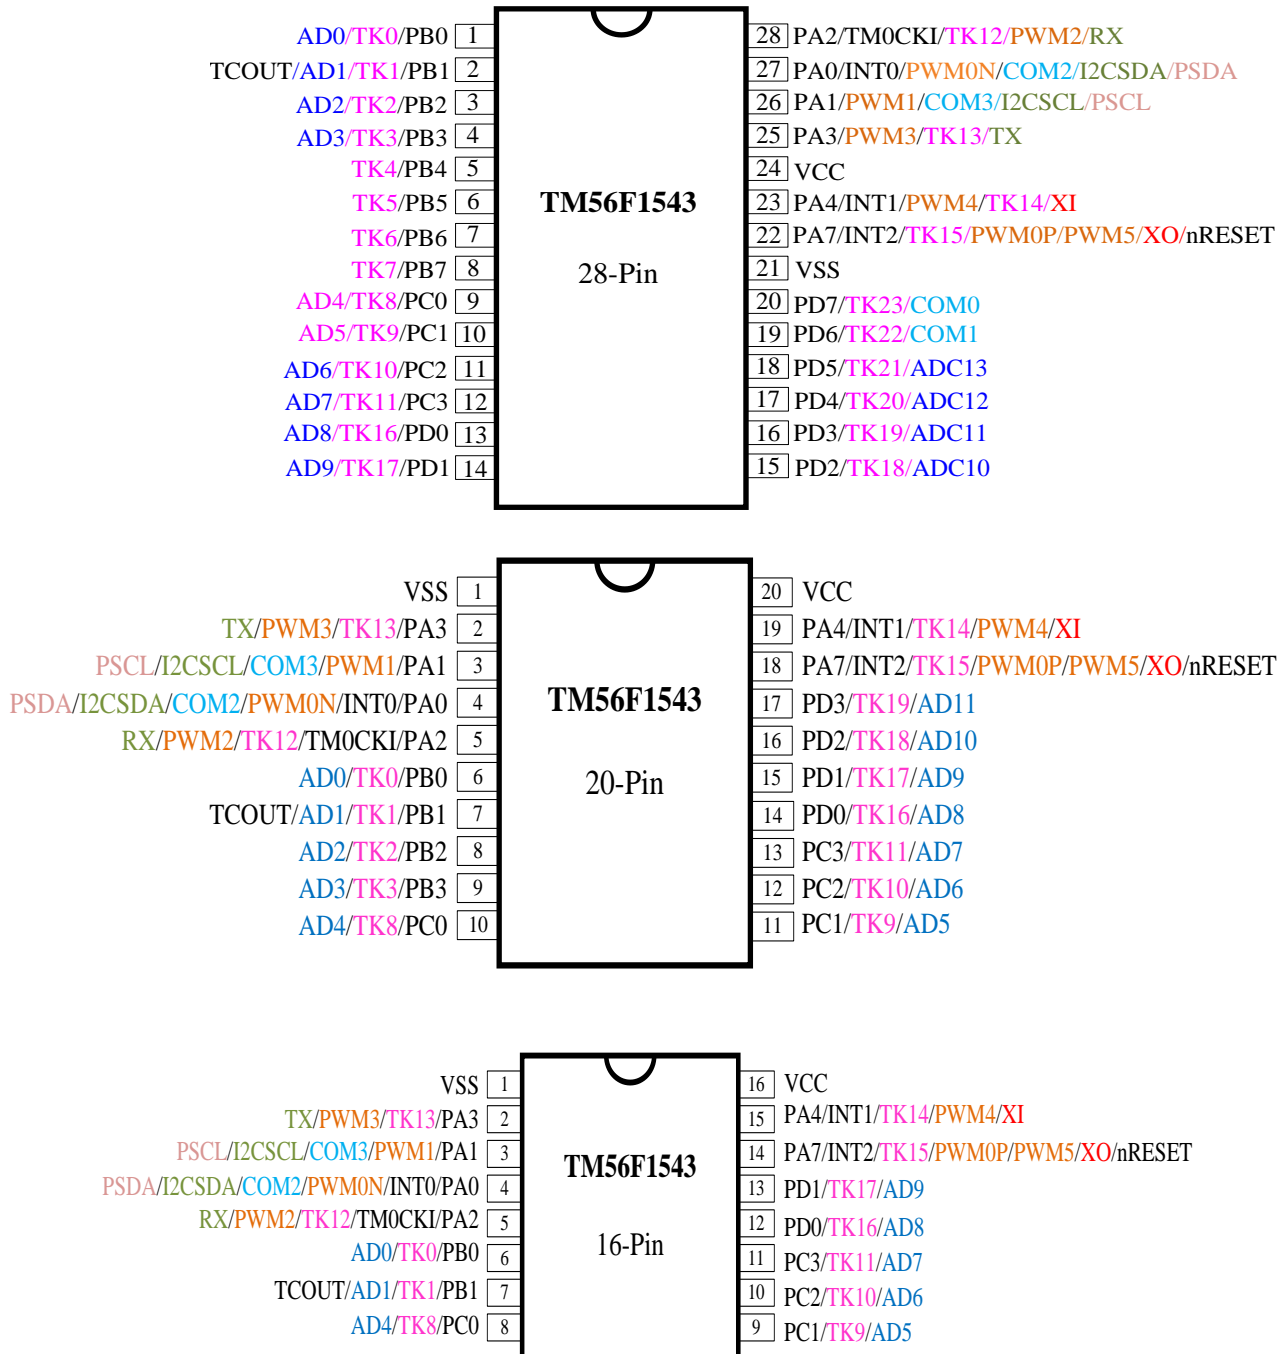 AD0/TK0/PB0 1
TCOUT/AD1/TK1/PB1 2
AD2/TK2/PB2 3
AD3/TK3/PB3 4
TK4/PB4 5
TK5/PB5 6
TK6/PB6 7
TK7/PB7 8
AD4/TK8/PC0 9
AD5/TK9/PC1 10
AD6/TK10/PC2 11
AD7/TK11/PC3 12
AD8/TK16/PD0 13
AD9/TK17/PD1 14
TM56F1543
28-Pin
28 PA2/TM0CKI/TK12/PWM2/RX
27 PA0/INT0/PWM0N/COM2/I2CSDA/PSDA
26 PA1/PWM1/COM3/I2CSCL/PSCL
25 PA3/PWM3/TK13/TX
24 VCC
23 PA4/INT1/PWM4/TK14/XI
22 PA7/INT2/TK15/PWM0P/PWM5/XO/nRESET
21 VSS
20 PD7/TK23/COM0
19 PD6/TK22/COM1
18 PD5/TK21/ADC13
17 PD4/TK20/ADC12
16 PD3/TK19/ADC11
15 PD2/TK18/ADC10
VSS 1
TX/PWM3/TK13/PA3 2
PSCL/I2CSCL/COM3/PWM1/PA1 3
PSDA/I2CSDA/COM2/PWM0N/INT0/PA0 4
RX/PWM2/TK12/TM0CKI/PA2 5
AD0/TK0/PB0 6
TCOUT/AD1/TK1/PB1 7
AD2/TK2/PB2 8
AD3/TK3/PB3 9
AD4/TK8/PC0 10
TM56F1543
20-Pin
20 VCC
19 PA4/INT1/TK14/PWM4/XI
18 PA7/INT2/TK15/PWM0P/PWM5/XO/nRESET
17 PD3/TK19/AD11
16 PD2/TK18/AD10
15 PD1/TK17/AD9
14 PD0/TK16/AD8
13 PC3/TK11/AD7
12 PC2/TK10/AD6
11 PC1/TK9/AD5
VSS 1
TX/PWM3/TK13/PA3 2
PSCL/I2CSCL/COM3/PWM1/PA1 3
PSDA/I2CSDA/COM2/PWM0N/INT0/PA0 4
RX/PWM2/TK12/TM0CKI/PA2 5
AD0/TK0/PB0 6
TCOUT/AD1/TK1/PB1 7
AD4/TK8/PC0 8
TM56F1543
16-Pin
16 VCC
15 PA4/INT1/TK14/PWM4/XI
14 PA7/INT2/TK15/PWM0P/PWM5/XO/nRESET
13 PD1/TK17/AD9
12 PD0/TK16/AD8
11 PC3/TK11/AD7
10 PC2/TK10/AD6
9 PC1/TK9/AD5